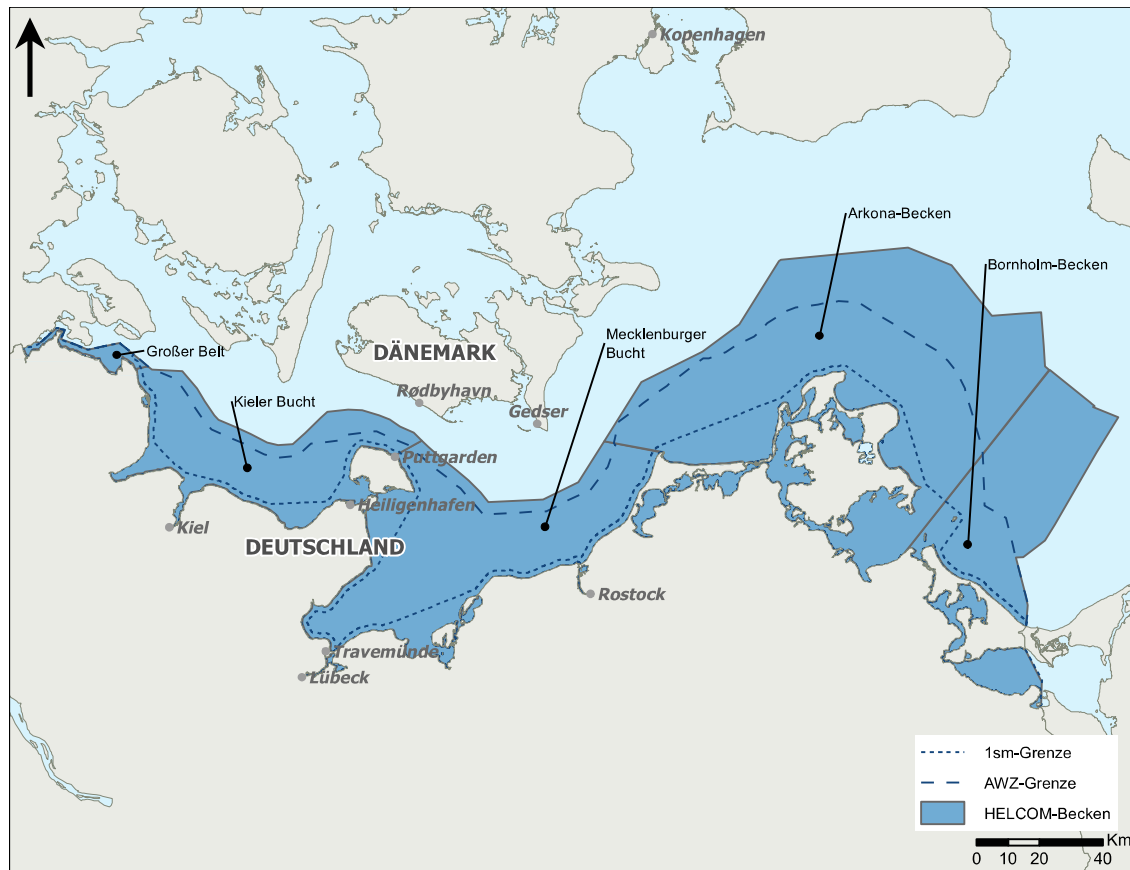 Kopenhagen
Arkona-Becken
Bornholm-Becken
Mecklenburger
Bucht
Großer Belt
DÄNEMARK
Rødbyhavn
Gedser
Kieler Bucht
Puttgarden
Heiligenhafen
Kiel
DEUTSCHLAND
Rostock
Travemünde
Lübeck
1sm-Grenze
AWZ-Grenze
HELCOM-Becken
Km
0 10 20 40